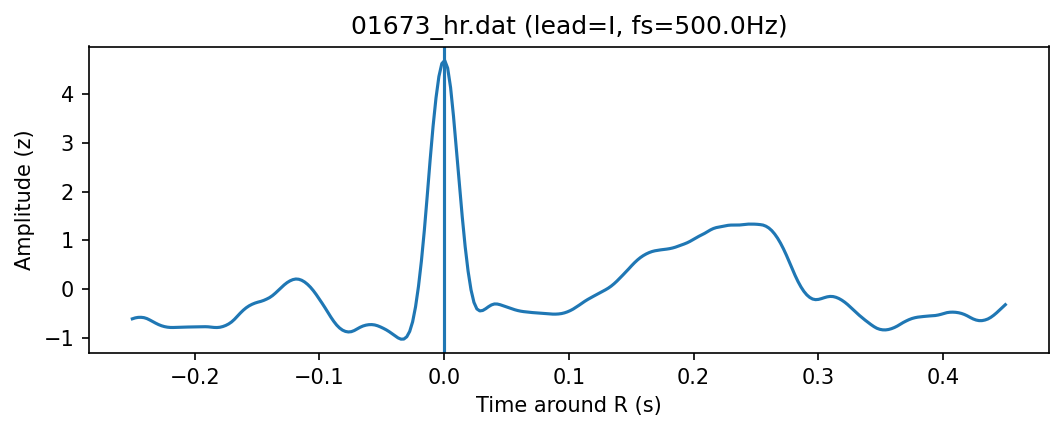 01673_hr.dat (lead=I, fs=500.0Hz)
Amplitude (z)
4
3
2
1
0
−1
−0.2 −0.1 0.0 0.1 0.2 0.3 0.4
Time around R (s)